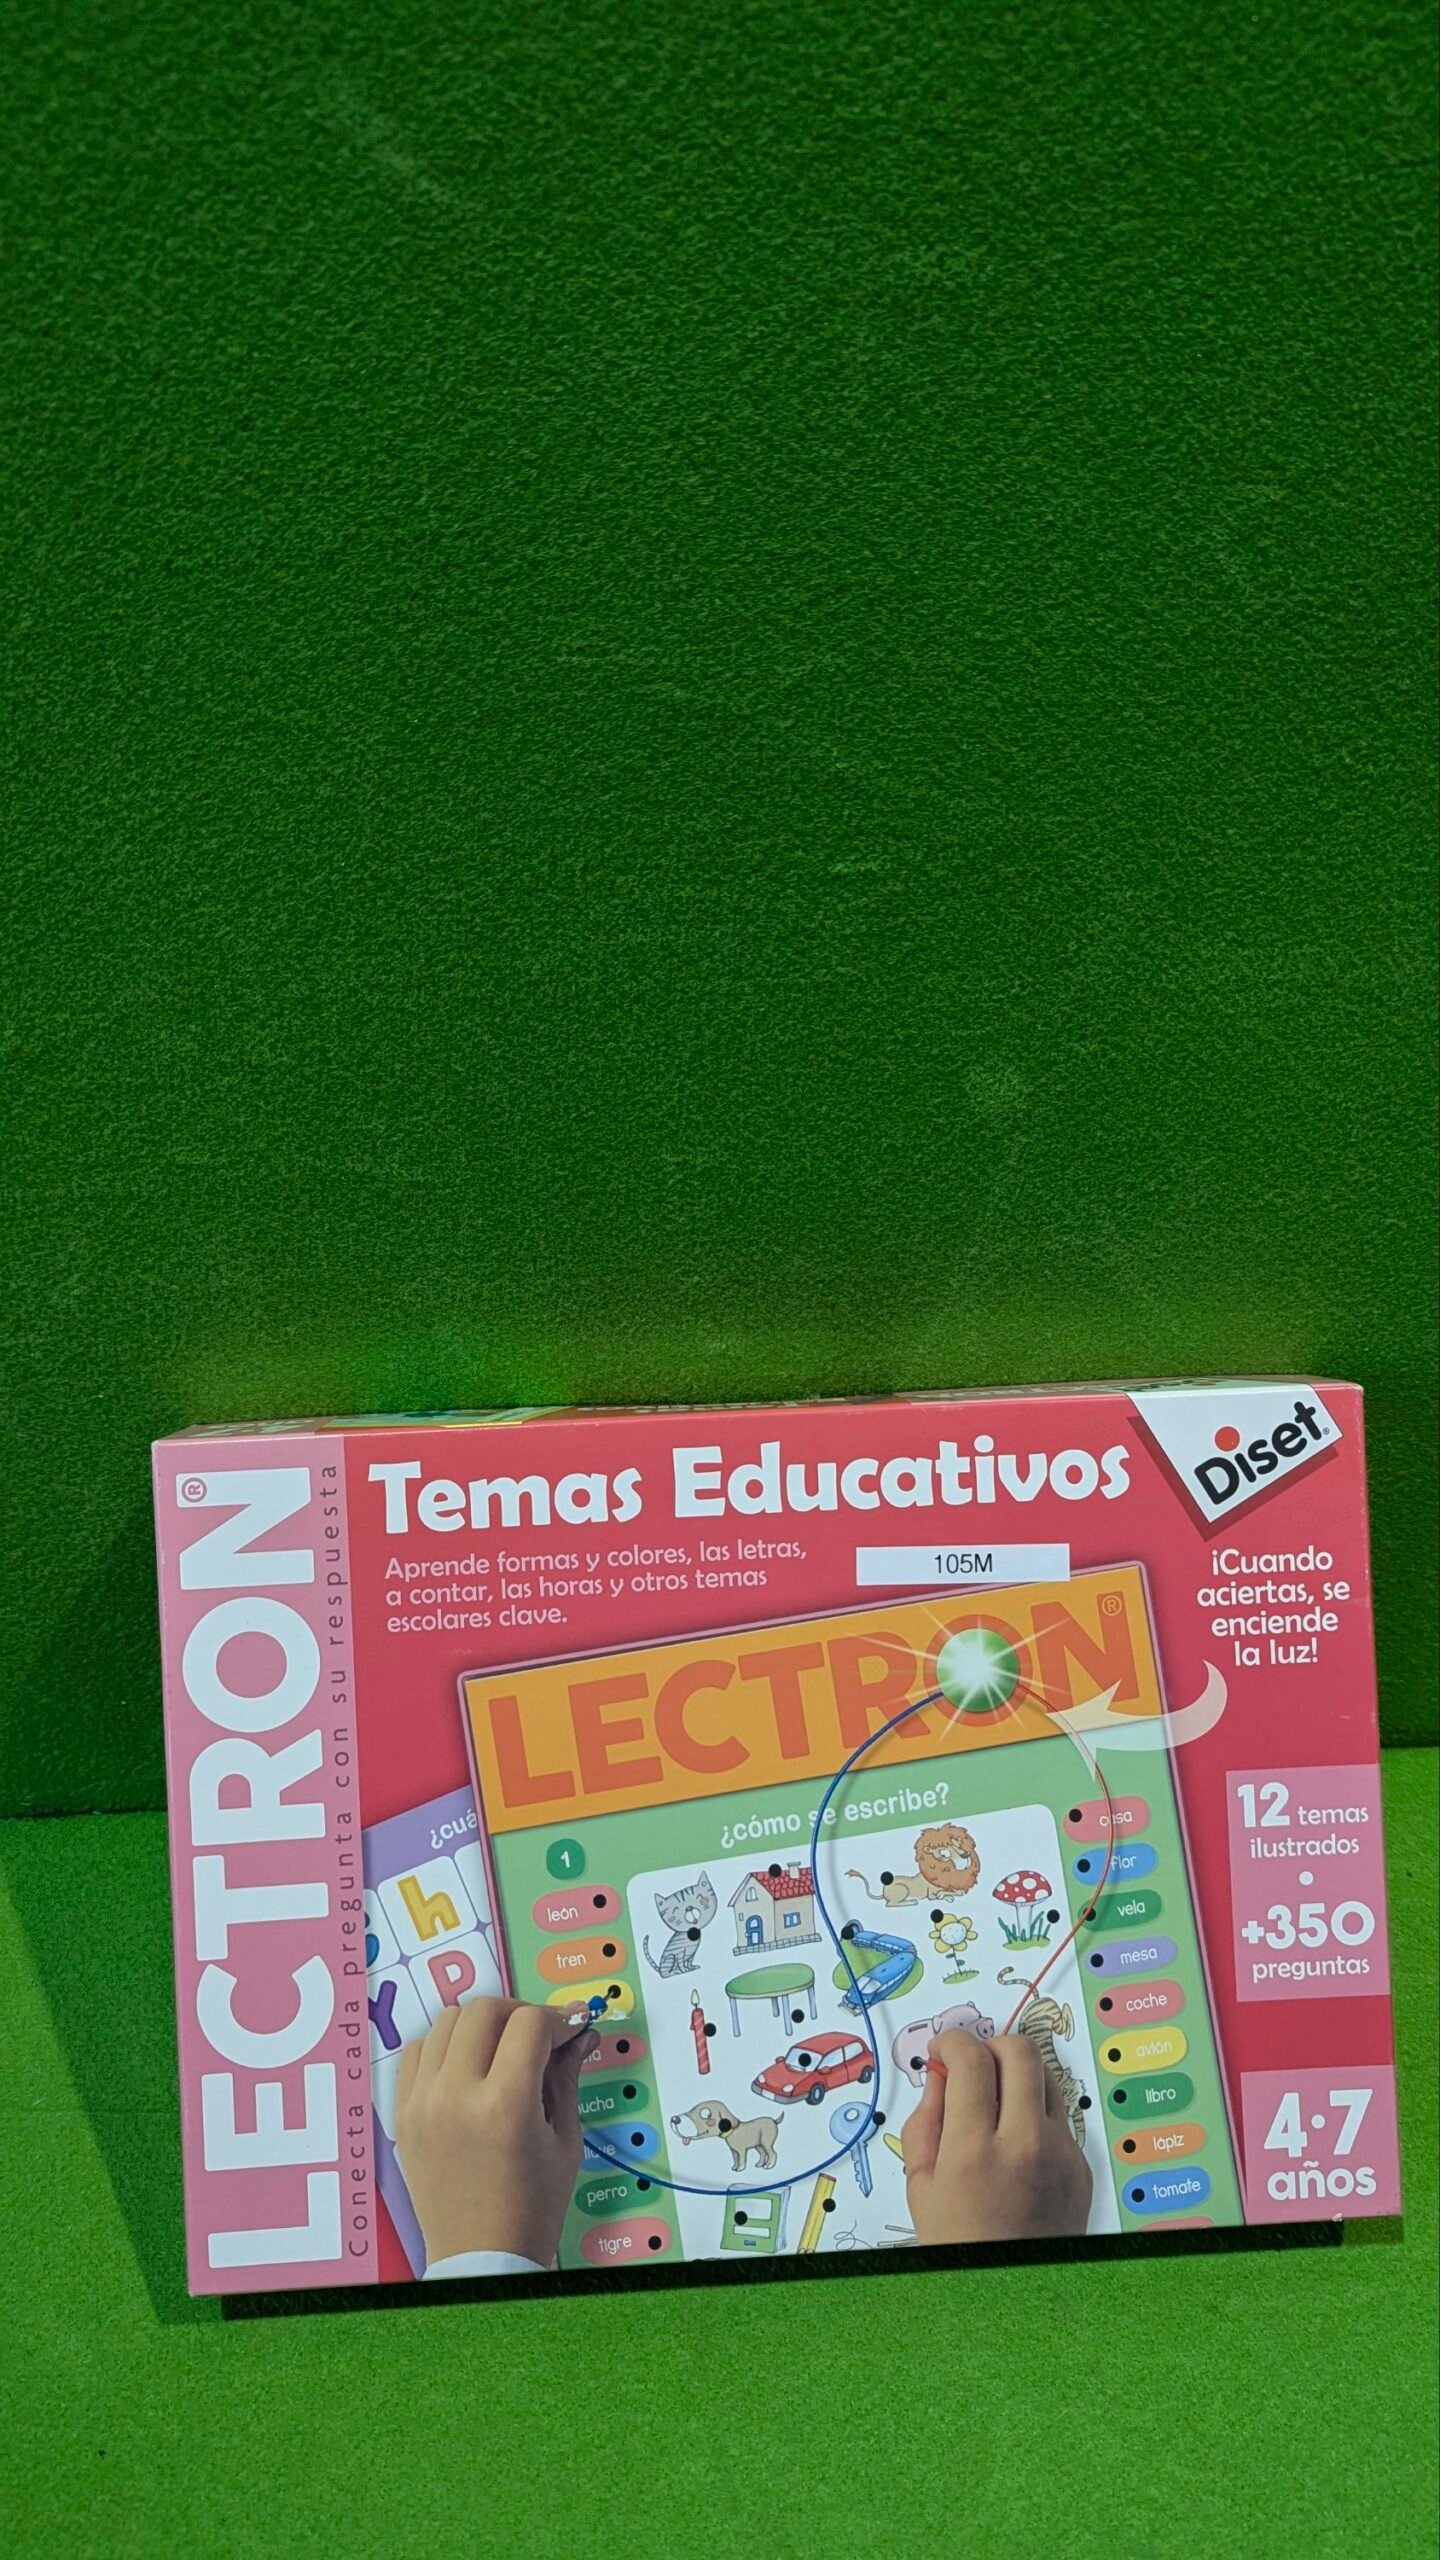 LECTRON®
Conecta cada pregunta con su respuesta
Temas Educativos
Diset
Aprende formas y colores, las letras,
a contar, las horas y otros temas
escolares clave.
105M
¡Cuando
aciertas, se
enciende
la luz!
LECTRON®
¿cómo se escribe?
¿cuá
h
P
Y
1
león
tren
perro
tigre
casa
flor
vela
mesa
coche
avión
libro
lápiz
tomate
12 temas
ilustrados
•
+350
preguntas
4·7
años